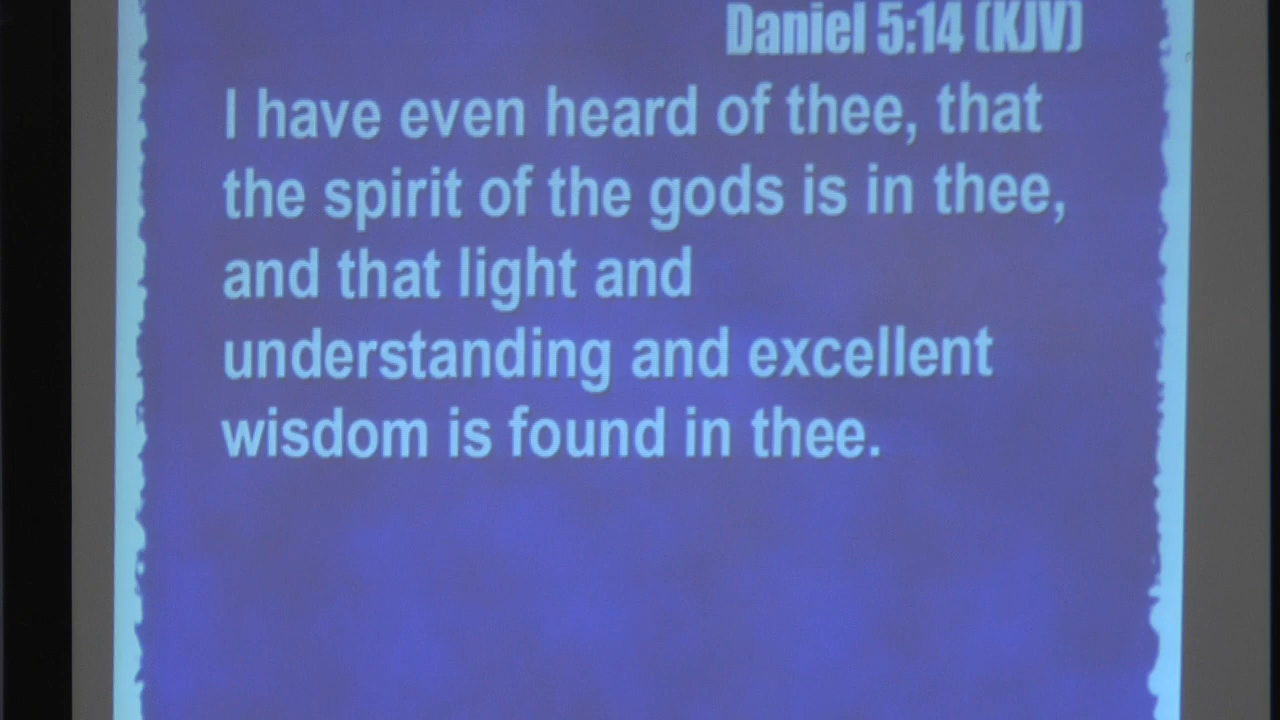 Daniel 5:14 (KJV)
I have even heard of thee, that
the spirit of the gods is in thee,
and that light and
understanding and excellent
wisdom is found in thee.